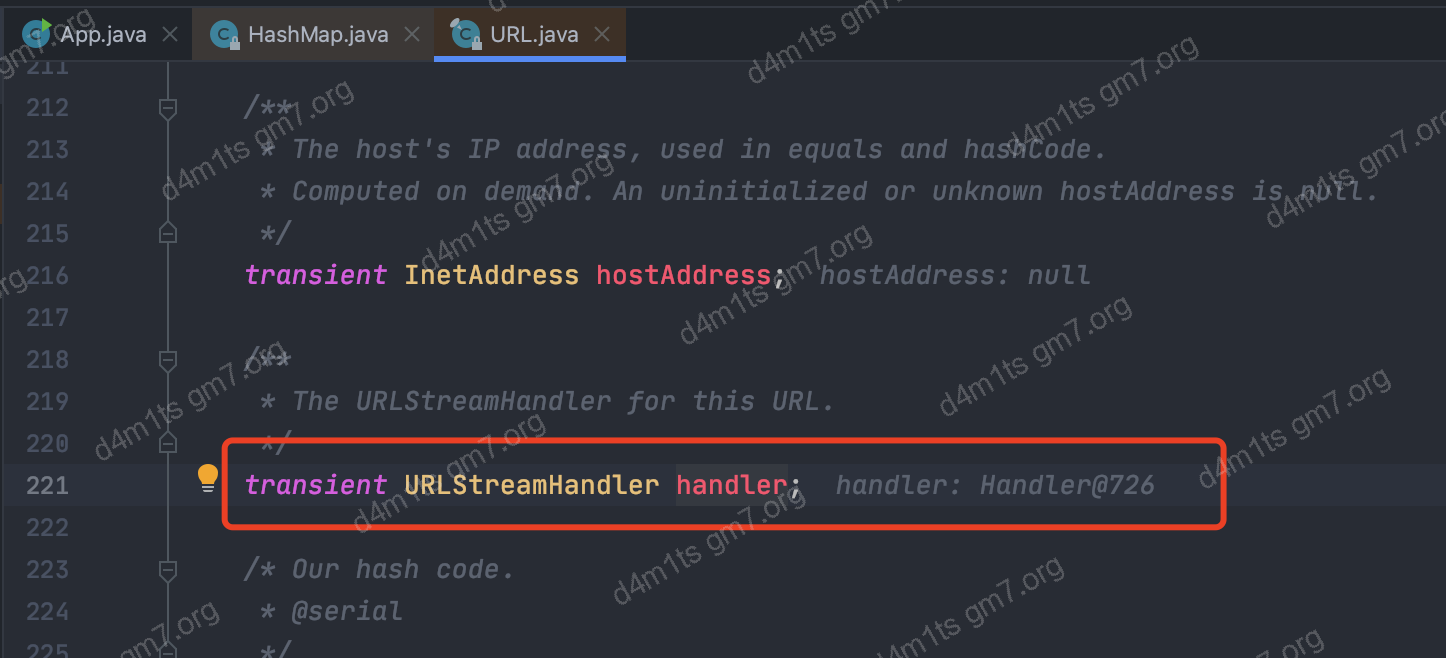 App.java HashMap.java URL.java
211
212 /**
213 * The host's IP address, used in equals and hashCode.
214 * Computed on demand. An uninitialized or unknown hostAddress is null.
215 */
216 transient InetAddress hostAddress; hostAddress: null
217
218 /**
219 * The URLStreamHandler for this URL.
220 */
221 transient URLStreamHandler handler; handler: Handler@726
222
223 /* Our hash code.
224 * @serial
225 */
d4m1ts gm7.org